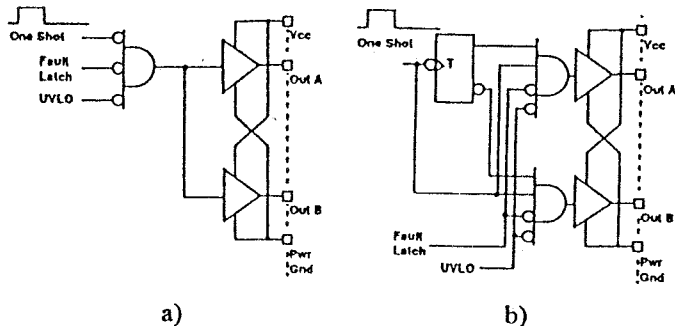 One Shot
Fault
Latch
UVLO
Vcc
Out A
Out B
Pwr
Gnd
a)
One Shot
T
Fault
Latch
UVLO
Vcc
Out A
Out B
Pwr
Gnd
b)